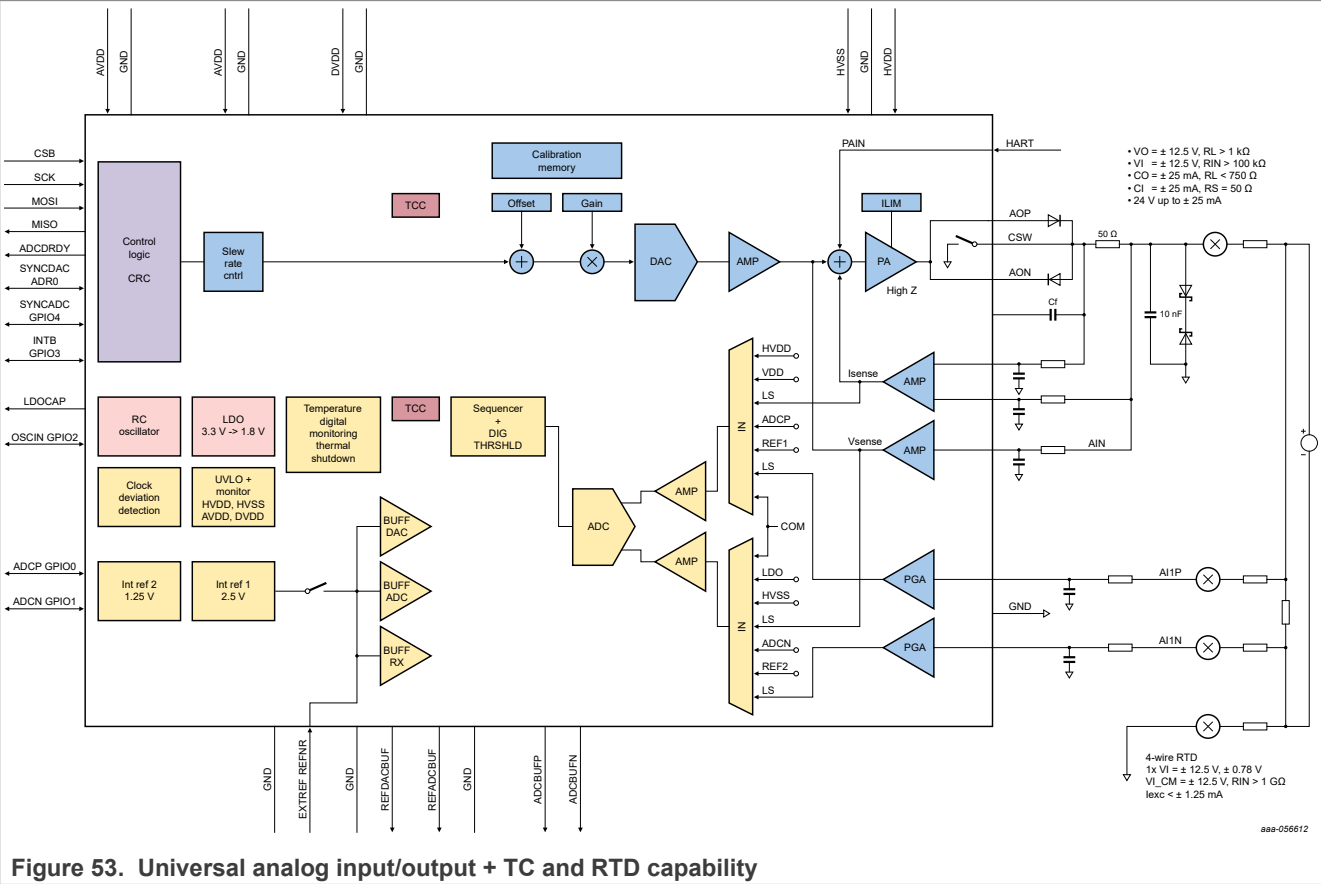 AVDD
GND
AVDD
GND
DVDD
GND
HVSS
GND
HVDD
CSB
SCK
MOSI
MISO
ADCDRDY
SYNCDAC
ADR0
SYNCADC
GPIO4
INTB
GPIO3
LDOCAP
OSCIN GPIO2
ADCP GPIO0
ADCN GPIO1
Control
logic
CRC
Slew
rate
cntrl
TCC
Calibration
memory
Offset
Gain
+
×
DAC
AMP
PAIN
+
ILIM
PA
High Z
HART
AOP
CSW
AON
Cf
50 Ω
10 nF
• VO = ± 12.5 V, RL > 1 kΩ
• VI = ± 12.5 V, RIN > 100 kΩ
• CO = ± 25 mA, RL < 750 Ω
• CI = ± 25 mA, RS = 50 Ω
• 24 V up to ± 25 mA
RC
oscillator
LDO
3.3 V -> 1.8 V
Temperature
digital
monitoring
thermal
shutdown
TCC
Sequencer
+
DIG
THRSHLD
Clock
deviation
detection
UVLO +
monitor
HVDD, HVSS
AVDD, DVDD
Int ref 2
1.25 V
Int ref 1
2.5 V
BUFF
DAC
BUFF
ADC
BUFF
RX
ADC
AMP
AMP
IN
HVDD
VDD
LS
ADCP
REF1
LS
COM
IN
LDO
HVSS
LS
ADCN
REF2
LS
Isense
AMP
Vsense
AMP
AIN
PGA
AI1P
GND
PGA
AI1N
+
-
4-wire RTD
1x VI = ± 12.5 V, ± 0.78 V
VI_CM = ± 12.5 V, RIN > 1 GΩ
Iexc < ± 1.25 mA
GND
EXTREF REFNR
GND
REFDACBUF
REFADCBUF
GND
ADCBUFP
ADCBUFN
aaa-056612
Figure 53. Universal analog input/output + TC and RTD capability